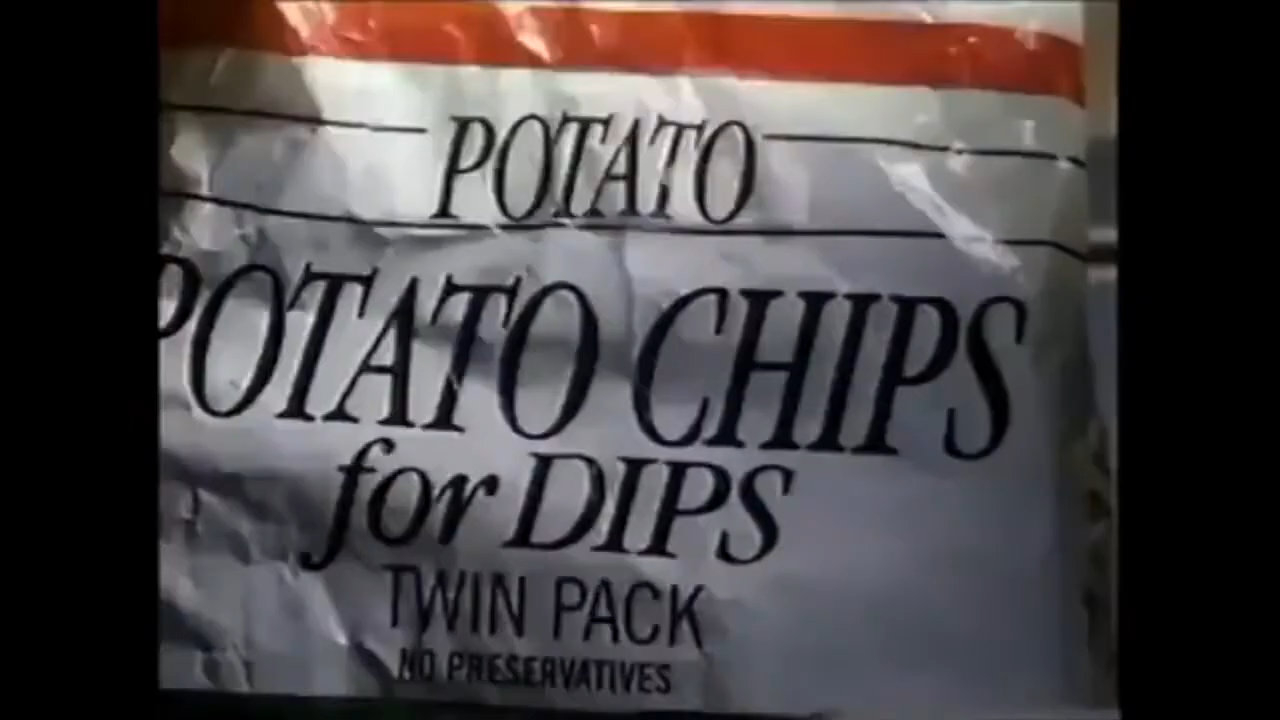 POTATO
POTATO CHIPS
for DIPS
TWIN PACK
NO PRESERVATIVES